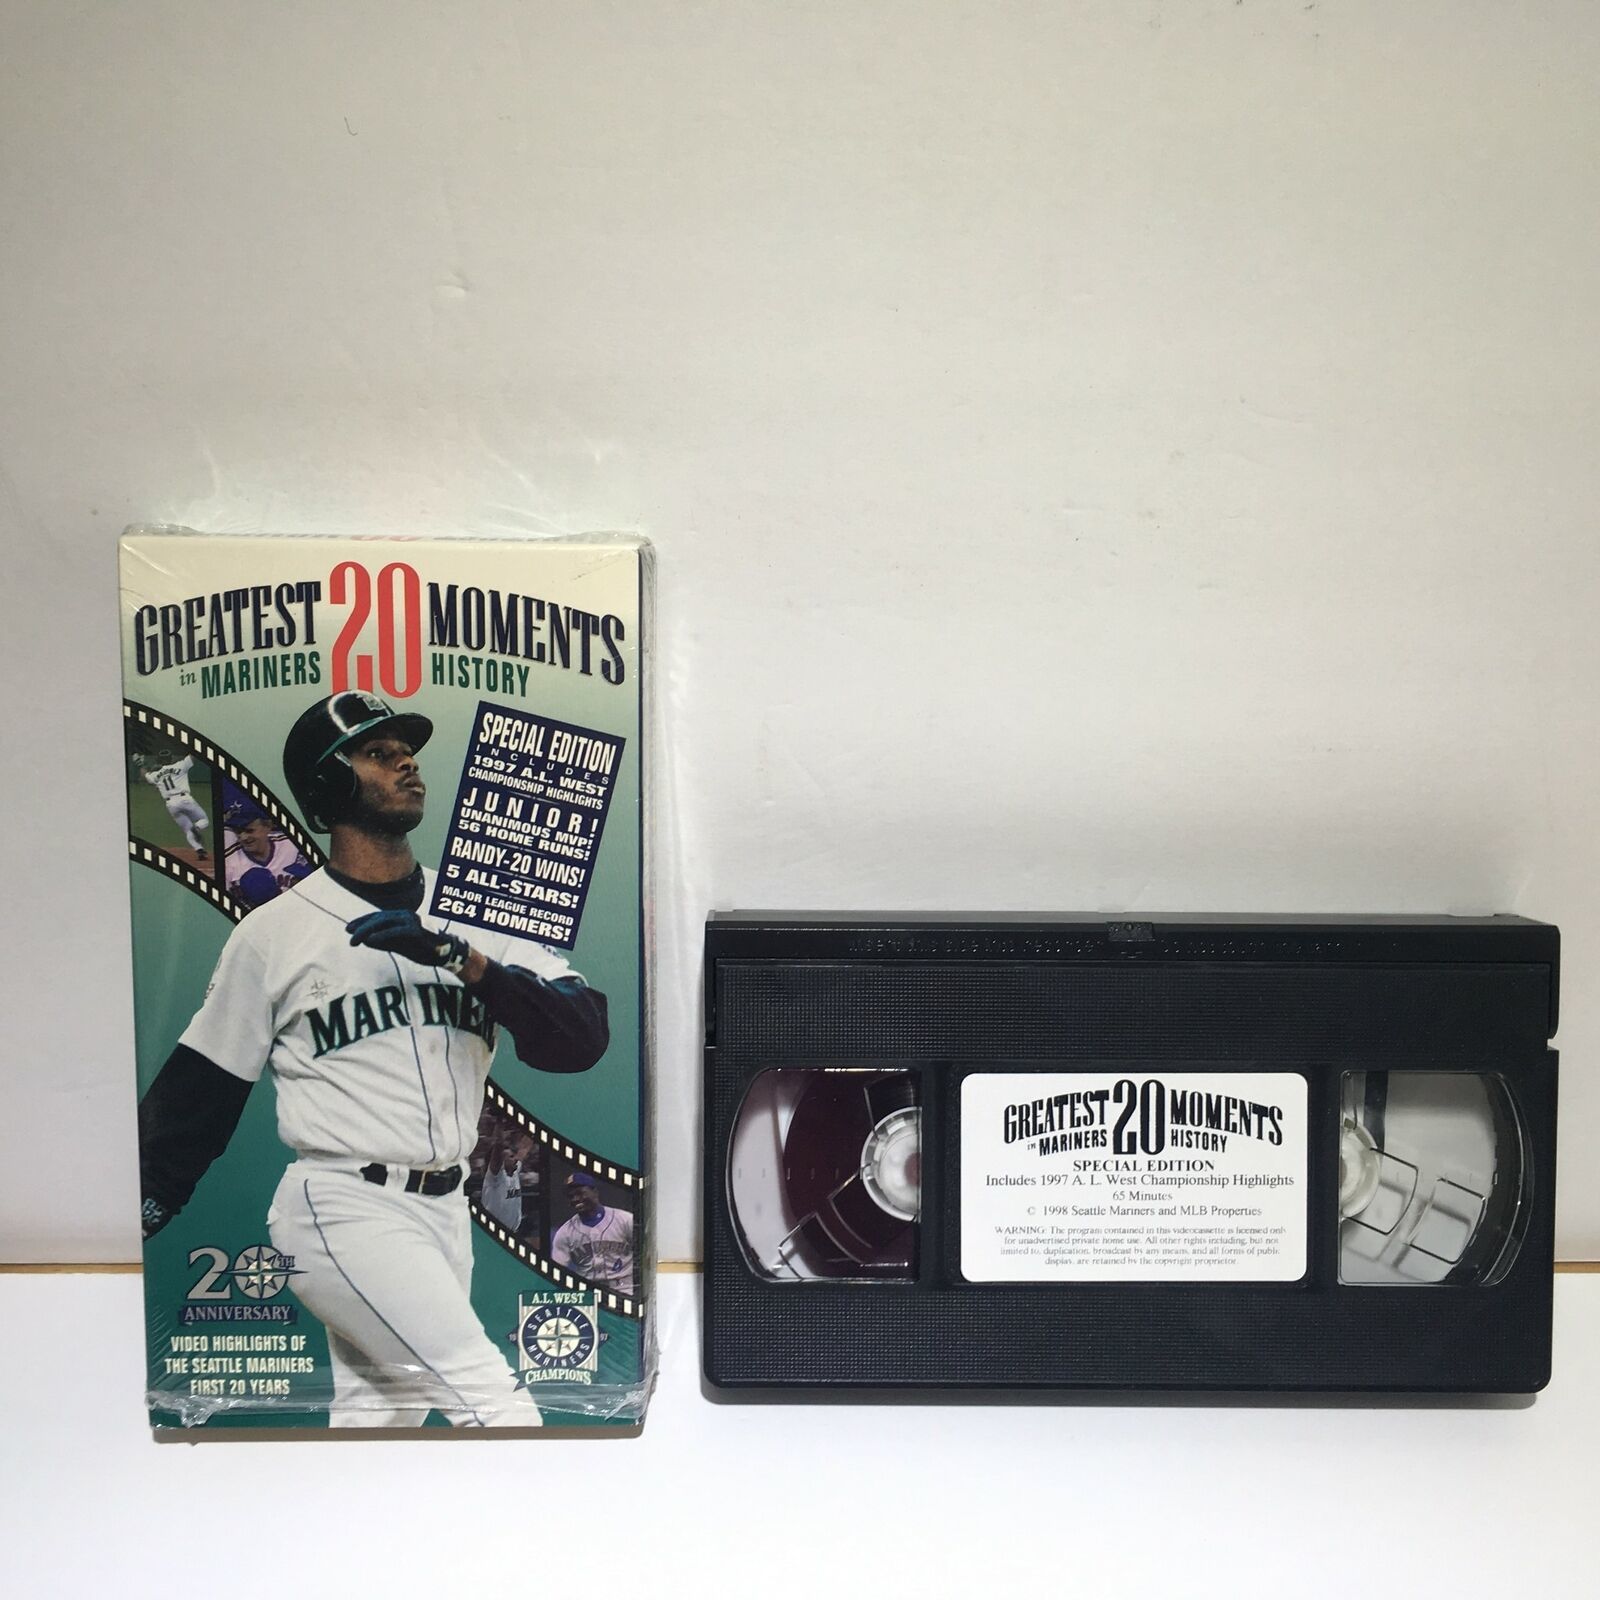 GREATEST 20 MOMENTS
in MARINERS HISTORY
SPECIAL EDITION
INCLUDES
1997 A.L. WEST
CHAMPIONSHIP HIGHLIGHTS
JUNIOR!
UNANIMOUS MVP!
56 HOME RUNS!
RANDY-20 WINS!
5 ALL-STARS!
MAJOR LEAGUE RECORD
264 HOMERS!
11
MARINER
20TH
ANNIVERSARY
VIDEO HIGHLIGHTS OF
THE SEATTLE MARINERS
FIRST 20 YEARS
A.L. WEST
SEATTLE
19 97
MARINERS
CHAMPIONS
GREATEST 20 MOMENTS
in MARINERS HISTORY
SPECIAL EDITION
Includes 1997 A. L. West Championship Highlights
65 Minutes
© 1998 Seattle Mariners and MLB Properties
WARNING: The program contained in this videocassette is licensed only
for unadvertised private home use. All other rights including, but not
limited to, duplication, broadcast by any means, and all forms of public
display, are retained by the copyright proprietor.